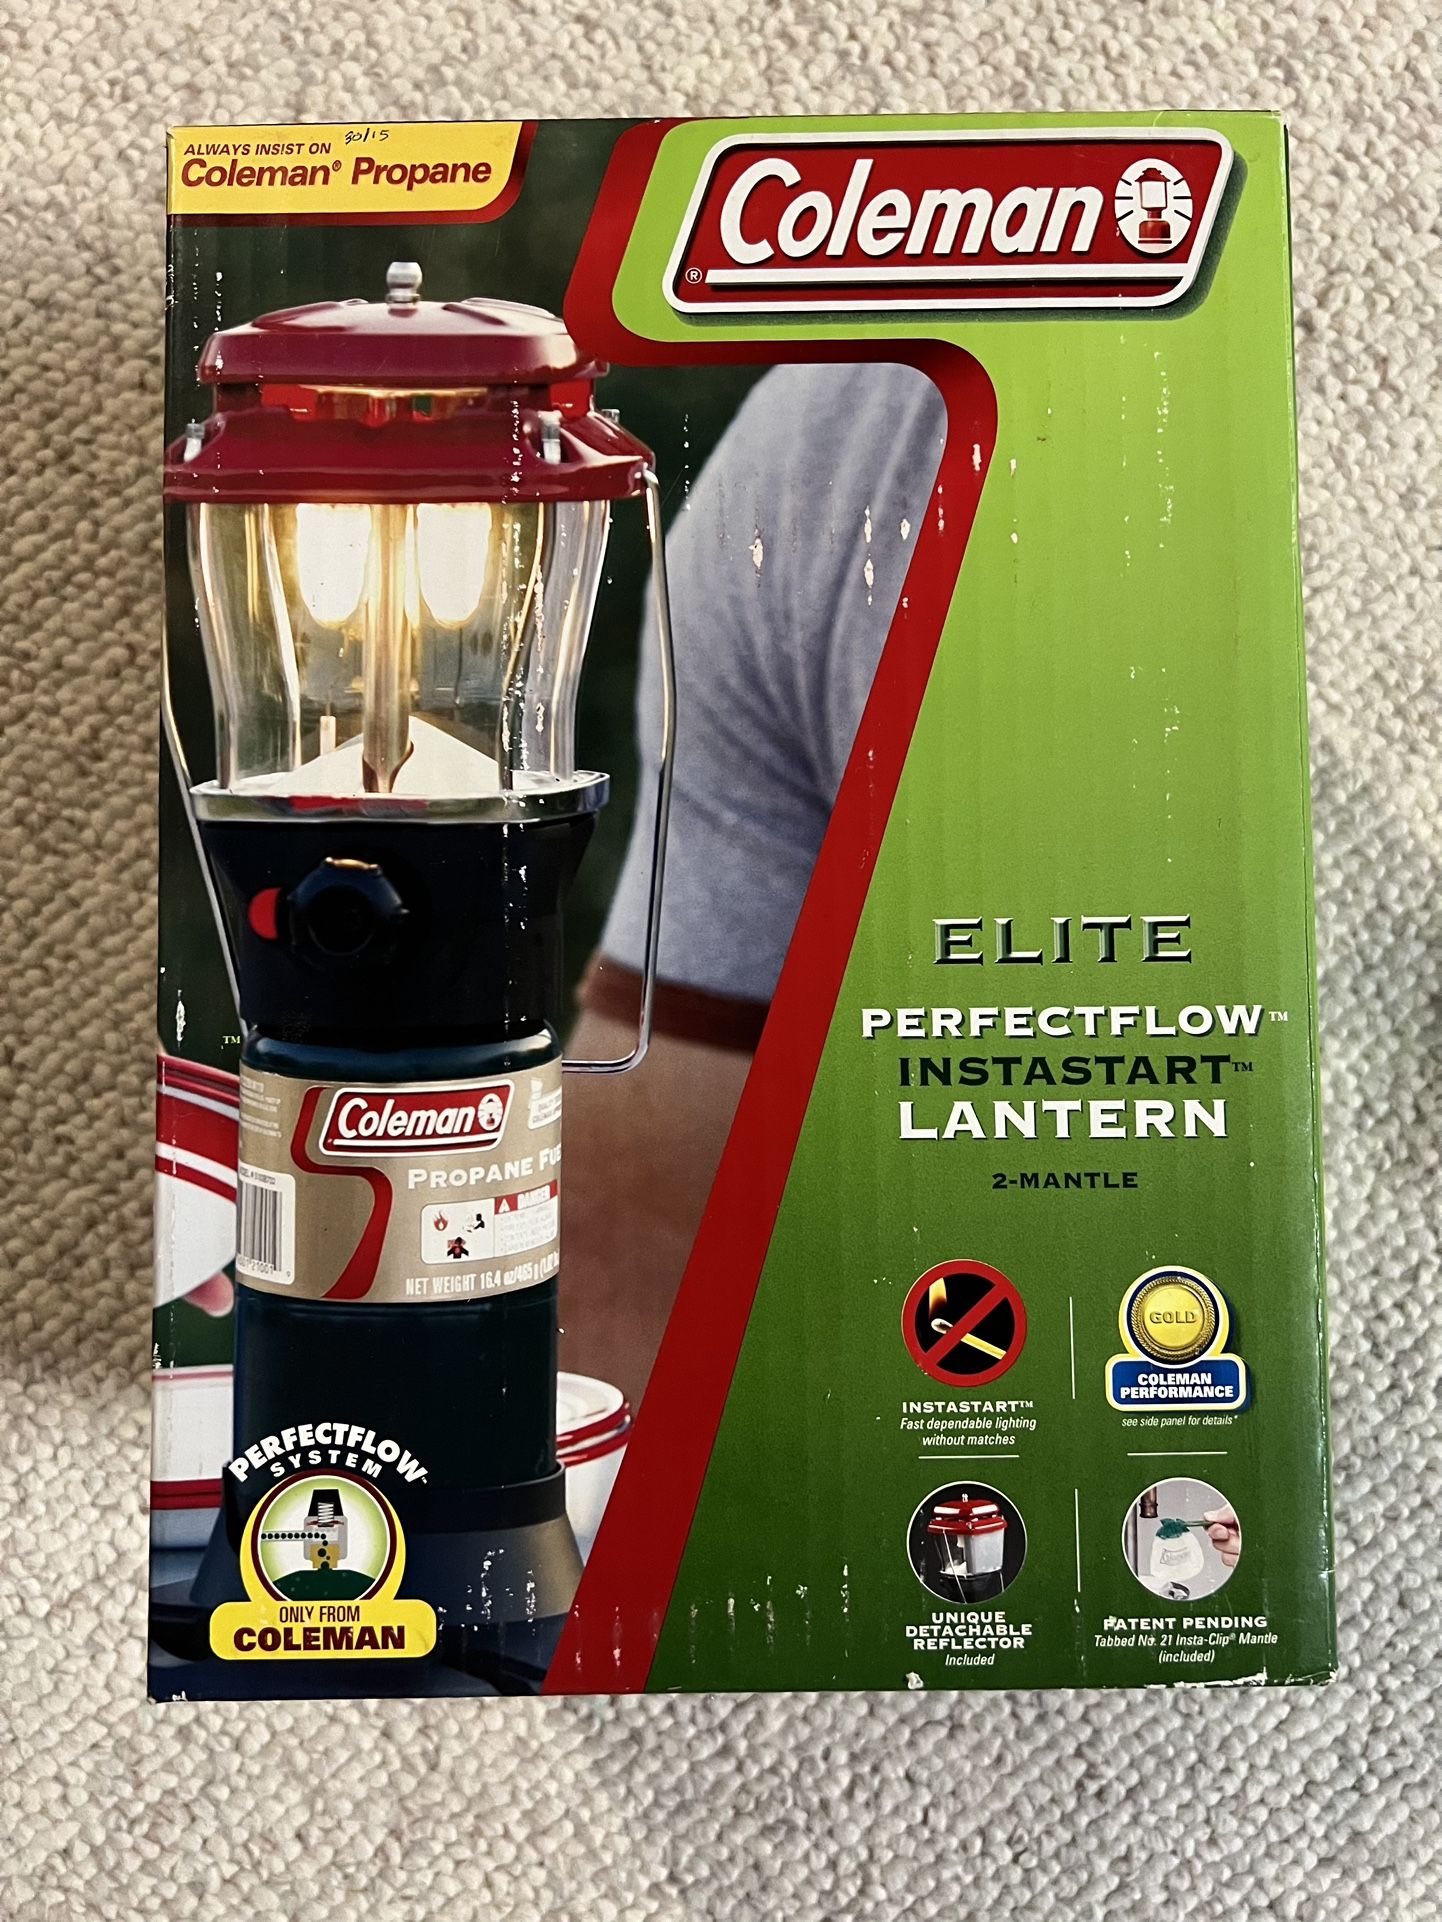 30/15
ALWAYS INSIST ON
Coleman® Propane
Coleman
®
ELITE
PERFECTFLOW™
INSTASTART™
LANTERN
2-MANTLE
™
Coleman
PROPANE
DANGER
NET WEIGHT 16.4 oz/465 g
PERFECTFLOW™
SYSTEM
ONLY FROM
COLEMAN
INSTASTART™
Fast dependable lighting
without matches
GOLD
COLEMAN
PERFORMANCE
see side panel for details*
UNIQUE
DETACHABLE
REFLECTOR
Included
PATENT PENDING
Tabbed No. 21 Insta-Clip® Mantle
(included)